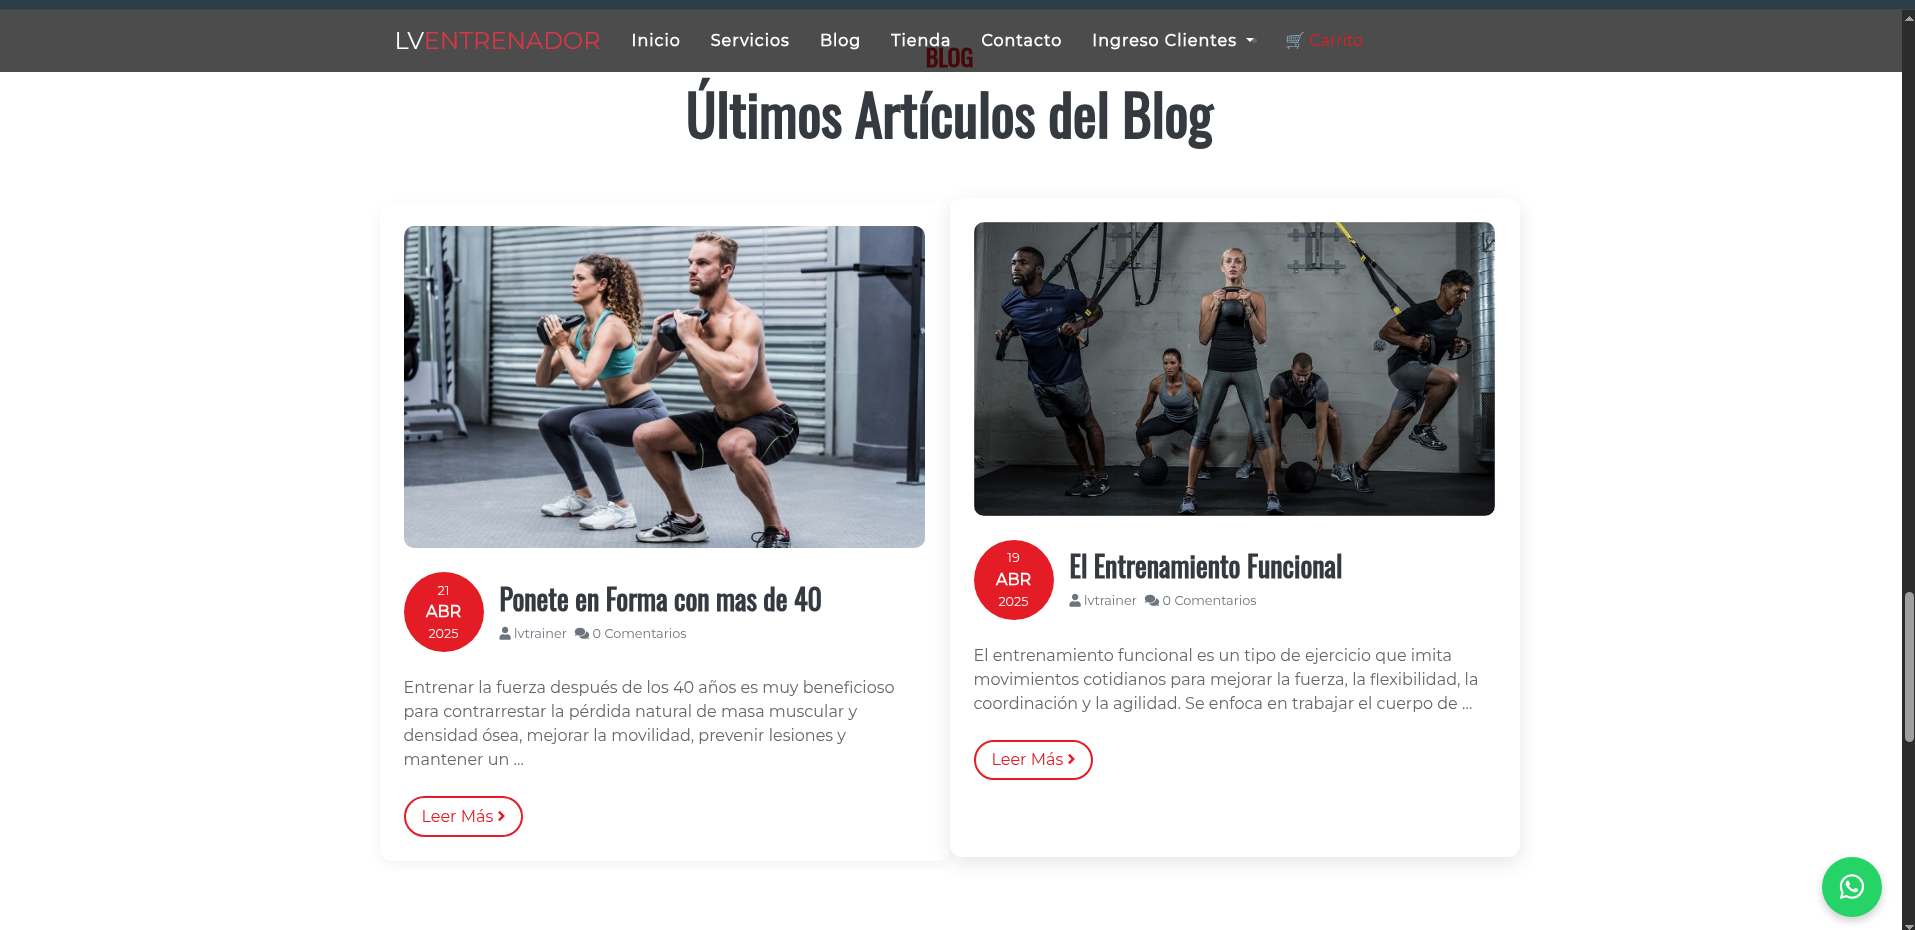 LVENTRENADOR Inicio Servicios Blog Tienda Contacto Ingreso Clientes Carrito
BLOG
Últimos Artículos del Blog
21
ABR
2025
Ponete en Forma con mas de 40
lvtrainer 0 Comentarios
Entrenar la fuerza después de los 40 años es muy beneficioso
para contrarrestar la pérdida natural de masa muscular y
densidad ósea, mejorar la movilidad, prevenir lesiones y
mantener un ...
Leer Más
19
ABR
2025
El Entrenamiento Funcional
lvtrainer 0 Comentarios
El entrenamiento funcional es un tipo de ejercicio que imita
movimientos cotidianos para mejorar la fuerza, la flexibilidad, la
coordinación y la agilidad. Se enfoca en trabajar el cuerpo de ...
Leer Más